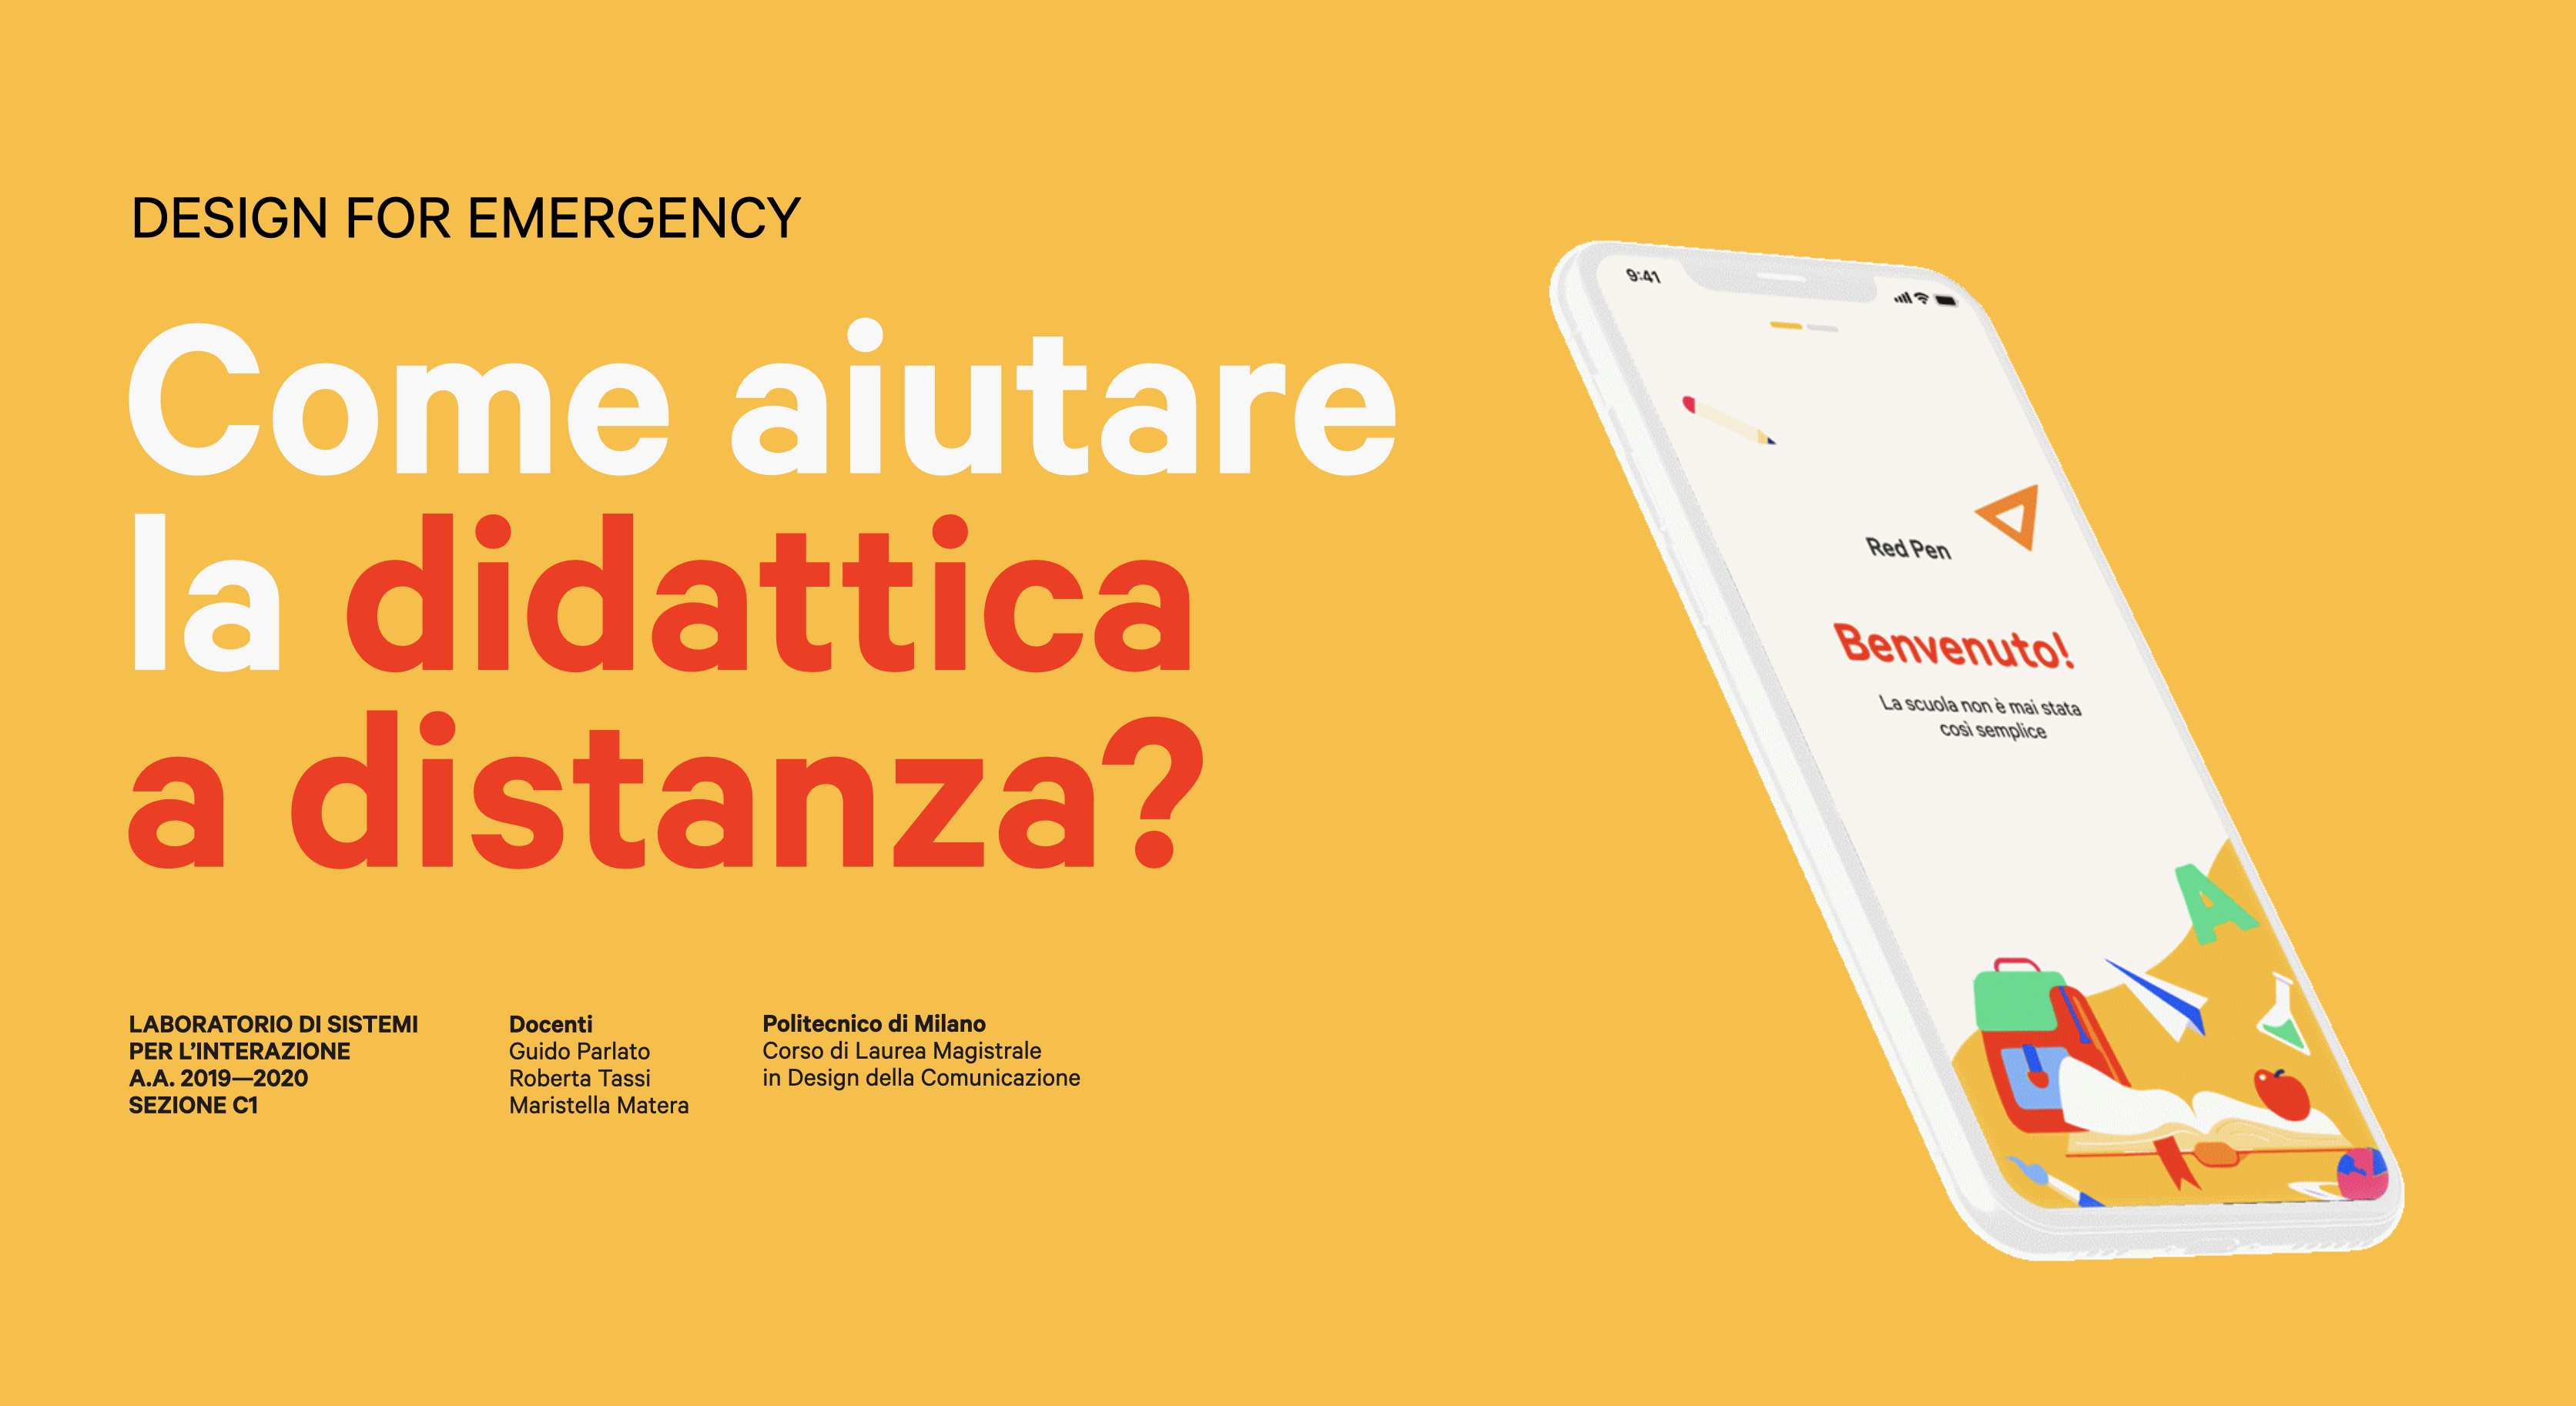 DESIGN FOR EMERGENCY
Come aiutare
la didattica
a distanza?
LABORATORIO DI SISTEMI
PER L’INTERAZIONE
A.A. 2019—2020
SEZIONE C1
Docenti
Guido Parlato
Roberta Tassi
Maristella Matera
Politecnico di Milano
Corso di Laurea Magistrale
in Design della Comunicazione
9:41
Red Pen
Benvenuto!
La scuola non è mai stata
così semplice
A